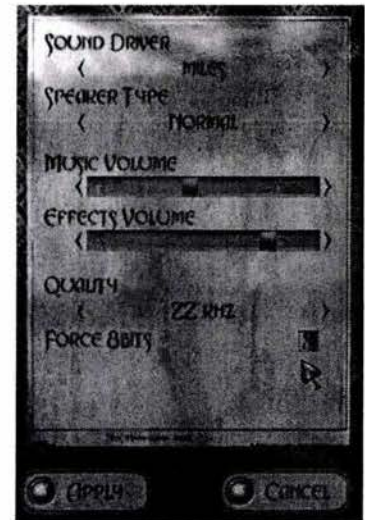 Sound Driver
< Miles >
Speaker Type
< Normal >
Music Volume
< >
Effects Volume
< >
Quality
< 22 kHz >
Force 8bits
Apply Cancel